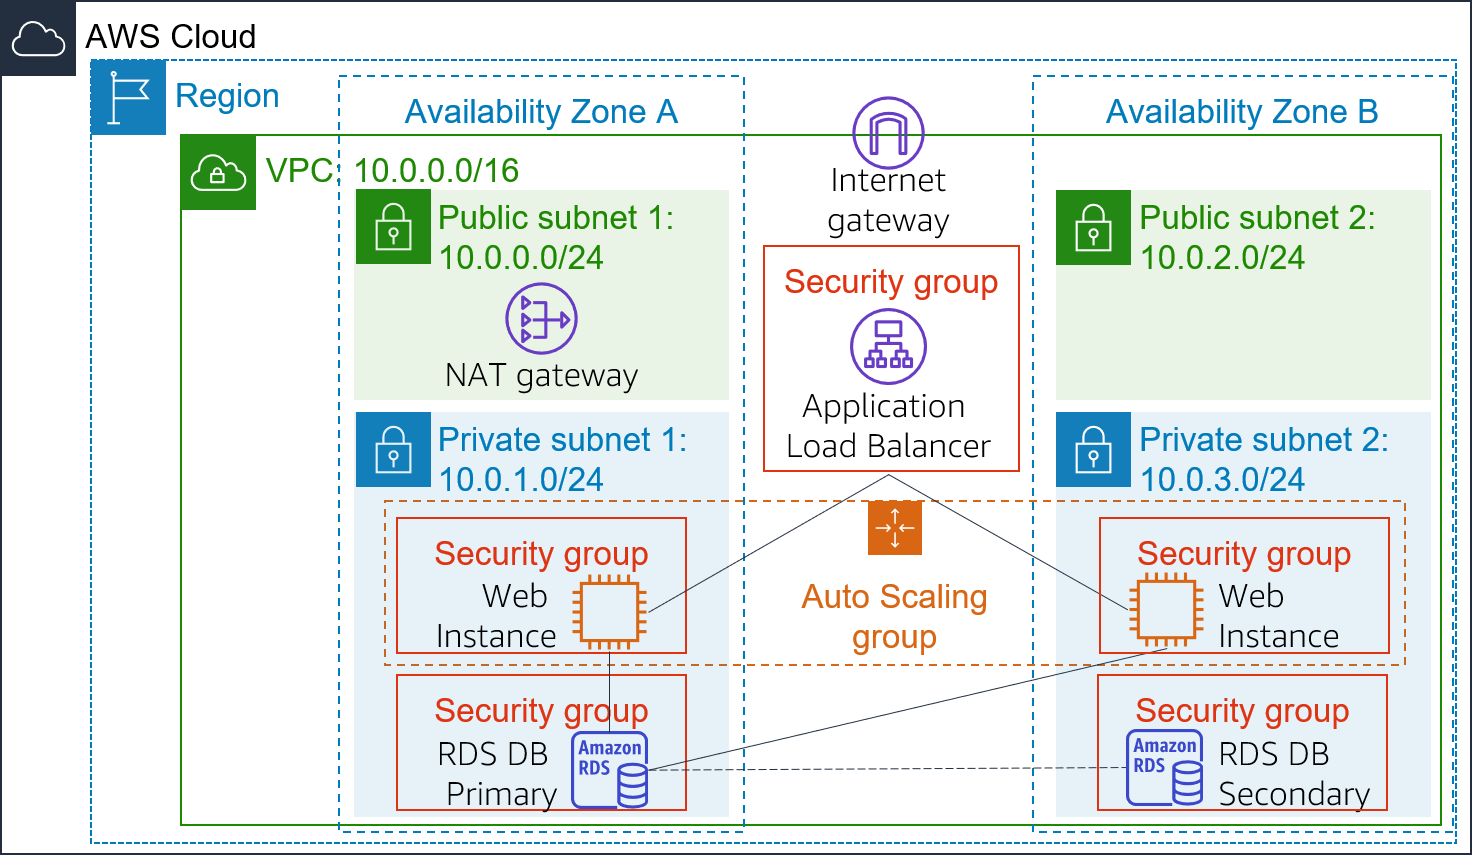 AWS Cloud
Region
Availability Zone A
Availability Zone B
VPC: 10.0.0.0/16
Internet
gateway
Public subnet 1:
10.0.0.0/24
NAT gateway
Public subnet 2:
10.0.2.0/24
Security group
Application
Load Balancer
Private subnet 1:
10.0.1.0/24
Private subnet 2:
10.0.3.0/24
Security group
Web
Instance
Auto Scaling
group
Security group
Web
Instance
Security group
RDS DB
Primary
Amazon
RDS
Security group
Amazon
RDS
RDS DB
Secondary